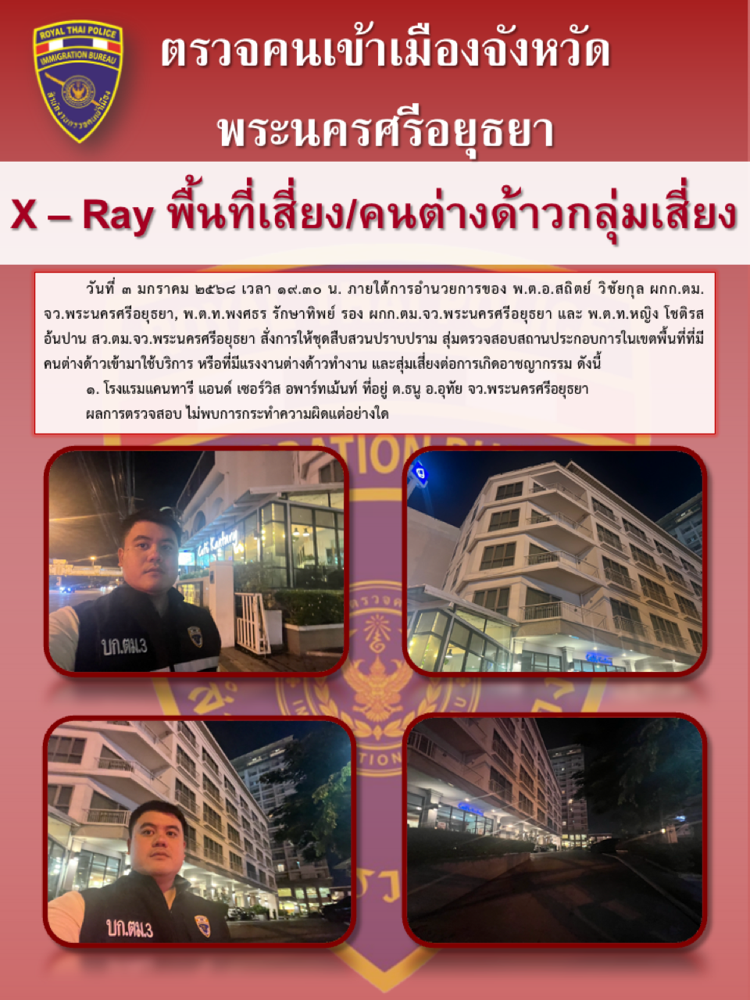 ROYAL THAI POLICE
IMMIGRATION BUREAU
สำนักงานตรวจคนเข้าเมือง
ตรวจคนเข้าเมืองจังหวัด
พระนครศรีอยุธยา
X – Ray พื้นที่เสี่ยง/คนต่างด้าวกลุ่มเสี่ยง
วันที่ ๓ มกราคม ๒๕๖๘ เวลา ๑๙.๓๐ น. ภายใต้การอำนวยการของ พ.ต.อ.สถิตย์ วิชัยกุล ผกก.ตม.
จว.พระนครศรีอยุธยา, พ.ต.ท.พงศธร รักษาทิพย์ รอง ผกก.ตม.จว.พระนครศรีอยุธยา และ พ.ต.ท.หญิง โชติรส
อ้นปาน สว.ตม.จว.พระนครศรีอยุธยา สั่งการให้ชุดสืบสวนปราบปราม สุ่มตรวจสอบสถานประกอบการในเขตพื้นที่ที่มี
คนต่างด้าวเข้ามาใช้บริการ หรือที่มีแรงงานต่างด้าวทำงาน และสุ่มเสี่ยงต่อการเกิดอาชญากรรม ดังนี้
๑. โรงแรมแคนทารี แอนด์ เซอร์วิส อพาร์ทเม้นท์ ที่อยู่ ต.ธนู อ.อุทัย จว.พระนครศรีอยุธยา
ผลการตรวจสอบ ไม่พบการกระทำความผิดแต่อย่างใด
Café Kantary
บก.ตม.3
บก.ตม.3